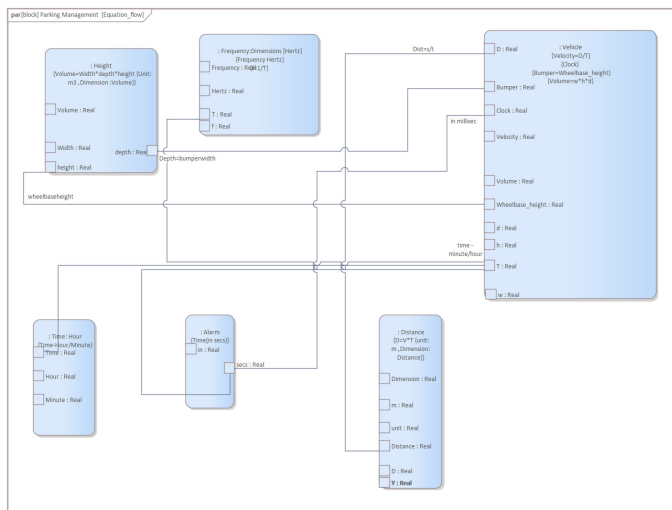 par [block] Parking Management [Equation_flow]
: Height
{Volume=Width*depth*height {Unit:
m3 ,Dimension :Volume}}
Volume : Real
Width : Real
depth : Real
height : Real
Depth=bumperwidth
wheelbaseheight
: Frequency:Dimensions [Hertz]
{Frequency Hertz}
Frequency : Real
Hertz : Real
T : Real
f : Real
Dist=s/t
in millisec
time -
minute/hour
: Vehicle
{Velocity=D/T}
{Clock}
{Bumper=Wheelbase_height}
{Volume=w*h*d}
D : Real
Bumper : Real
Clock : Real
Velocity : Real
Volume : Real
Wheelbase_height : Real
d : Real
h : Real
T : Real
w : Real
: Time: Hour
{Time-Hour/Minute}
Time : Real
Hour : Real
Minute : Real
: Alarm
{Time(in secs)}
in : Real
secs : Real
: Distance
{D=V*T {unit:
m ,Dimension:
Distance}}
Dimension : Real
m : Real
unit : Real
Distance : Real
D : Real
V : Real